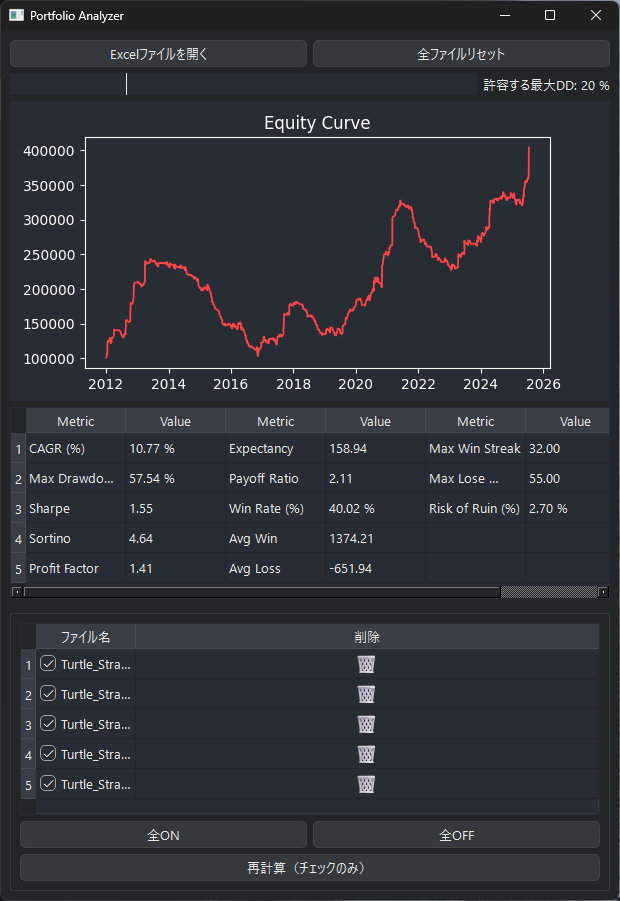 Portfolio Analyzer
Excelファイルを開く 全ファイルリセット
許容する最大DD: 20 %
Equity Curve
400000
350000
300000
250000
200000
150000
100000
2012 2014 2016 2018 2020 2022 2024 2026
Metric Value Metric Value Metric Value
1 CAGR (%) 10.77 % Expectancy 158.94 Max Win Streak 32.00
2 Max Drawdo... 57.54 % Payoff Ratio 2.11 Max Lose ... 55.00
3 Sharpe 1.55 Win Rate (%) 40.02 % Risk of Ruin (%) 2.70 %
4 Sortino 4.64 Avg Win 1374.21
5 Profit Factor 1.41 Avg Loss -651.94
ファイル名 削除
1 Turtle_Stra...
2 Turtle_Stra...
3 Turtle_Stra...
4 Turtle_Stra...
5 Turtle_Stra...
全ON 全OFF
再計算（チェックのみ）